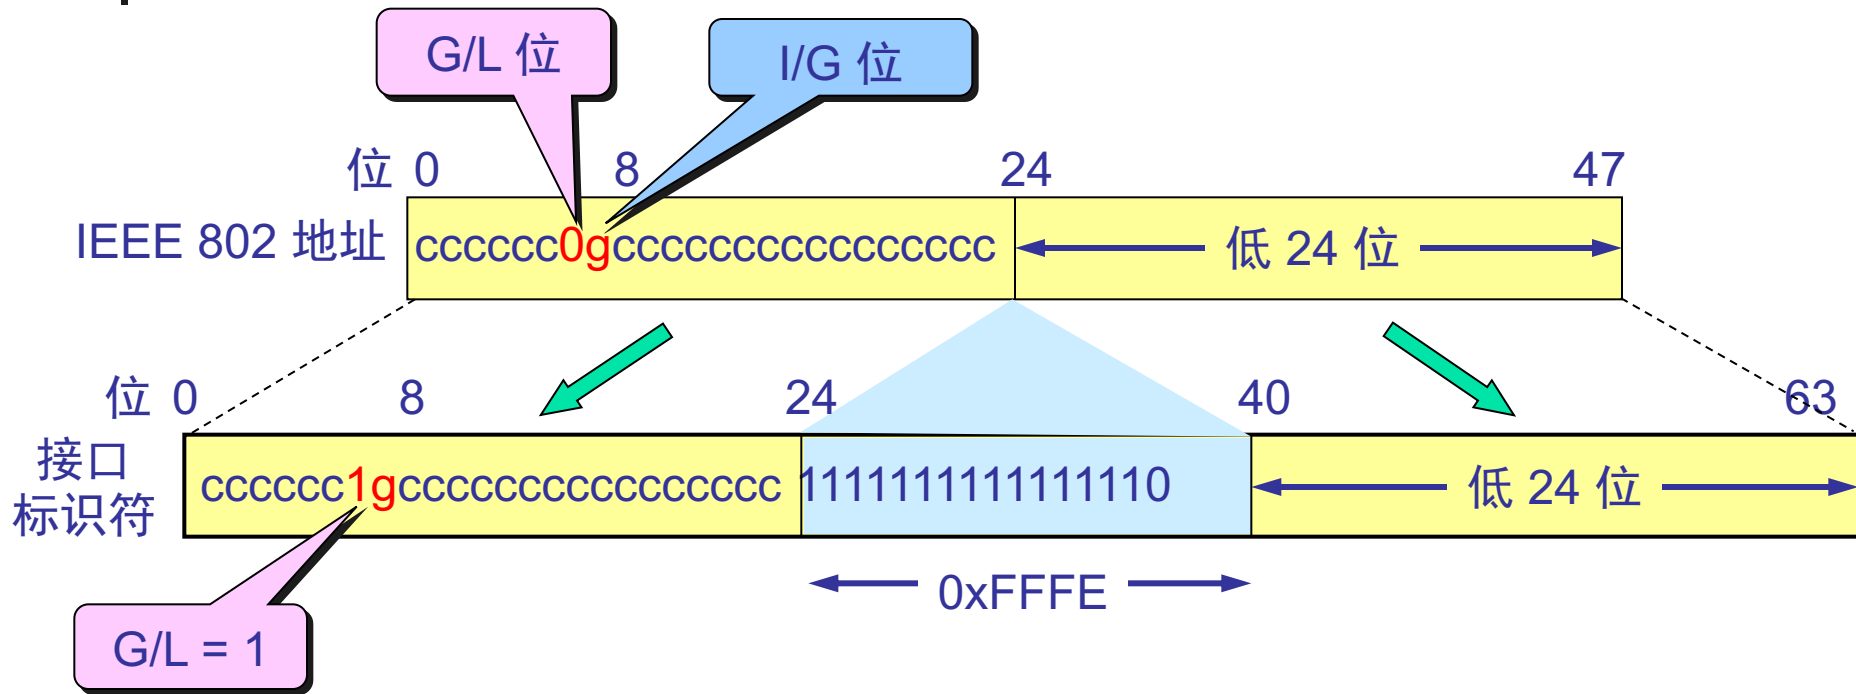 G/L 位
I/G 位
位 0 8 24 47
IEEE 802 地址
cccccc0gcccccccccccccccc
低 24 位
位 0 8 24 40 63
接口
标识符
cccccc1gcccccccccccccccc
1111111111111110
低 24 位
0xFFFE
G/L = 1